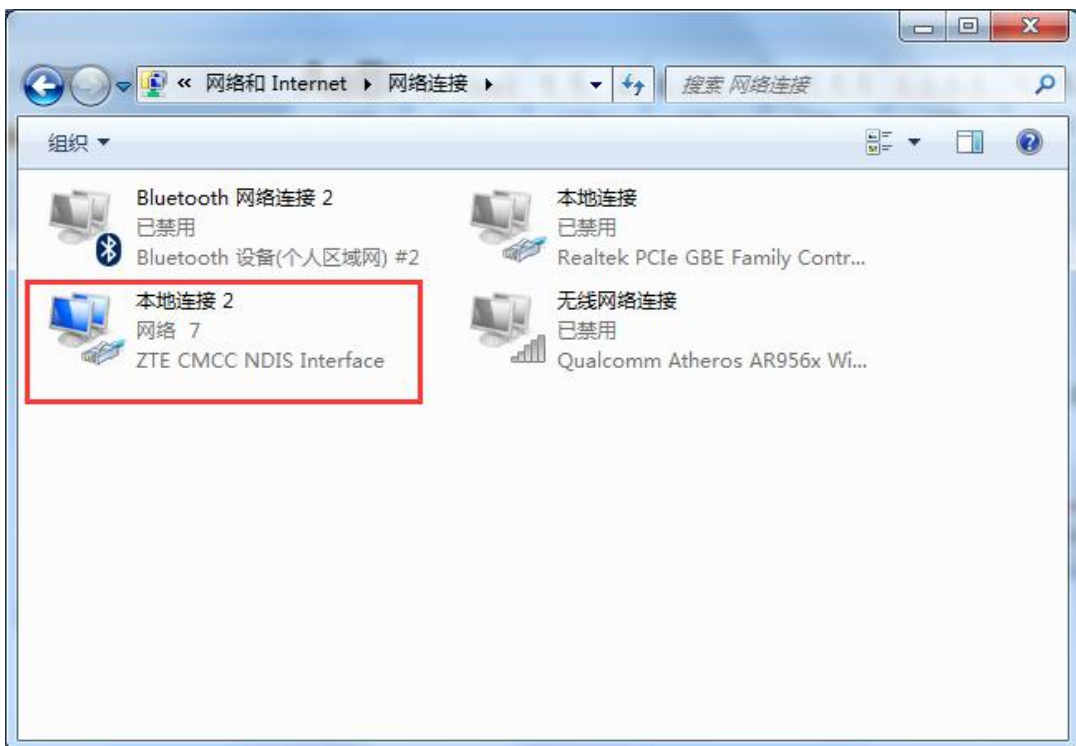 « 网络和 Internet ▸ 网络连接 ▸
搜索 网络连接
组织
Bluetooth 网络连接 2
已禁用
Bluetooth 设备(个人区域网) #2
本地连接
已禁用
Realtek PCIe GBE Family Contr...
本地连接 2
网络 7
ZTE CMCC NDIS Interface
无线网络连接
已禁用
Qualcomm Atheros AR956x Wi...